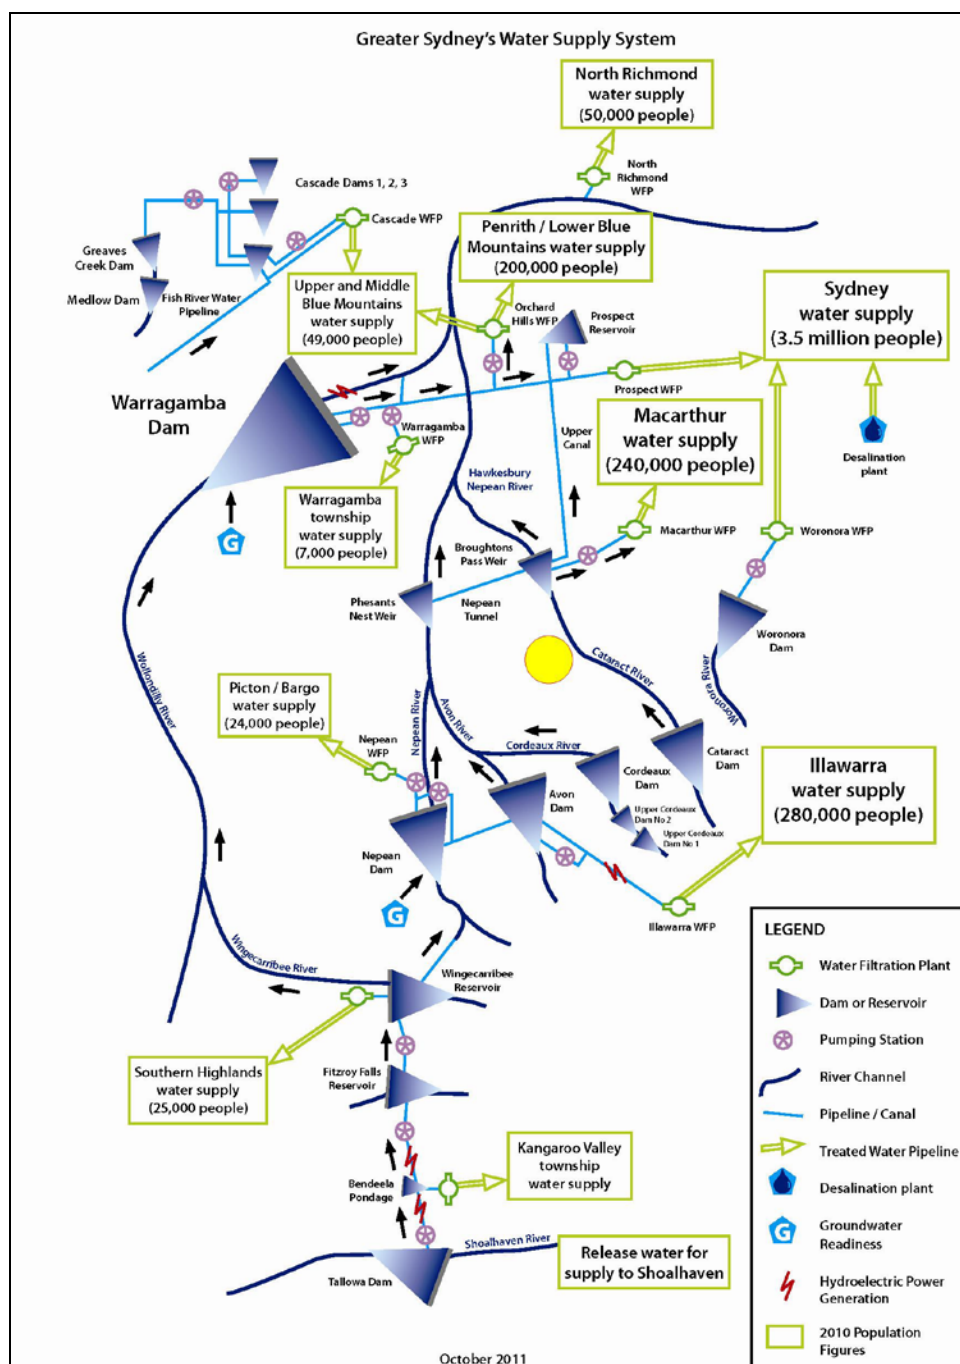 Greater Sydney's Water Supply System
North Richmond
water supply
(50,000 people)
North
Richmond
WFP
Cascade Dams 1, 2, 3
Cascade WFP
Greaves
Creek Dam
Medlow Dam
Fish River Water
Pipeline
Penrith / Lower Blue
Mountains water supply
(200,000 people)
Upper and Middle
Blue Mountains
water supply
(49,000 people)
Orchard
Hills WFP
Prospect
Reservoir
Sydney
water supply
(3.5 million people)
Prospect WFP
Warragamba
Dam
Warragamba
WFP
Upper
Canal
Macarthur
water supply
(240,000 people)
Desalination
plant
Hawkesbury
Nepean River
Warragamba
township
water supply
(7,000 people)
Broughtons
Pass Weir
Macarthur WFP
Woronora WFP
Phesants
Nest Weir
Nepean
Tunnel
Woronora
Dam
Woronora River
Wollondilly River
Cataract River
Picton / Bargo
water supply
(24,000 people)
Nepean
WFP
Nepean River
Avon River
Cordeaux River
Cataract
Dam
Cordeaux
Dam
Avon
Dam
Upper Cordeaux
Dam No 2
Upper Cordeaux
Dam No 1
Illawarra
water supply
(280,000 people)
Nepean
Dam
G
Illawarra WFP
G
Wingecarribee River
Wingecarribee
Reservoir
Southern Highlands
water supply
(25,000 people)
Fitzroy Falls
Reservoir
Kangaroo Valley
township
water supply
Bendeela
Pondage
Shoalhaven River
Tallowa Dam
Release water for
supply to Shoalhaven
LEGEND
Water Filtration Plant
Dam or Reservoir
Pumping Station
River Channel
Pipeline / Canal
Treated Water Pipeline
Desalination plant
G
Groundwater
Readiness
Hydroelectric Power
Generation
2010 Population
Figures
October 2011